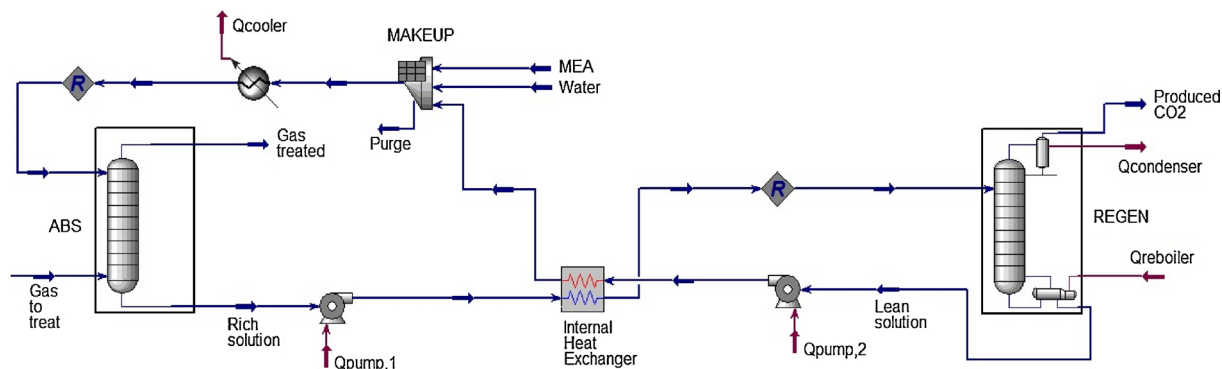 Qcooler
MAKEUP
MEA
Water
Purge
R
Gas
treated
ABS
Gas
to
treat
Rich
solution
Qpump,1
Internal
Heat
Exchanger
R
Qpump,2
Lean
solution
Produced
CO2
Qcondenser
REGEN
Qreboiler